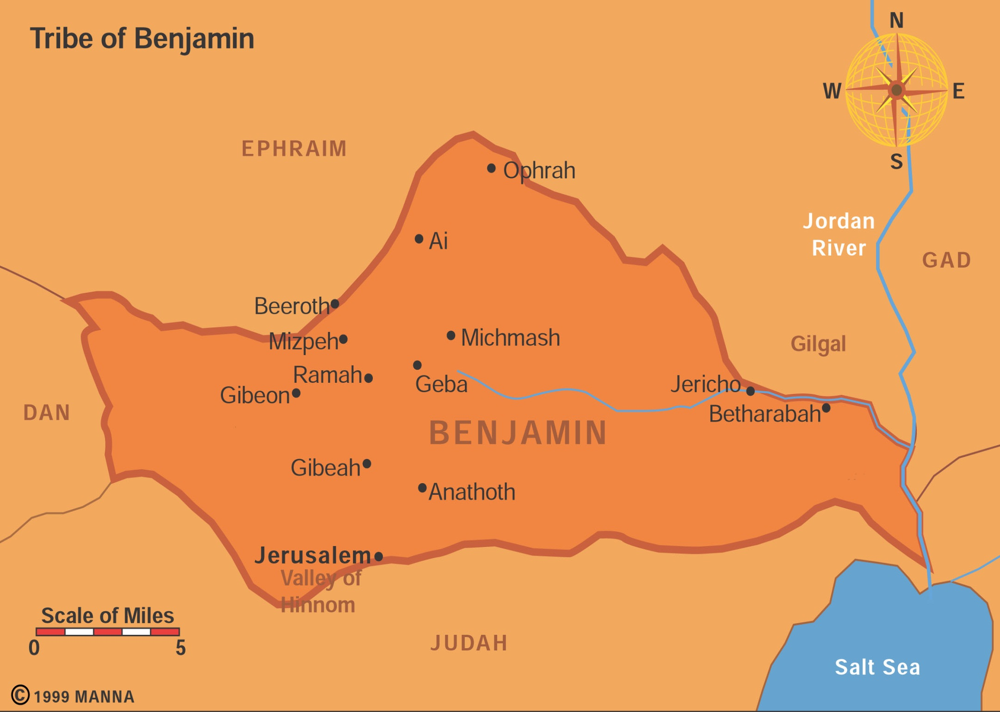 Tribe of Benjamin
N
W
E
S
EPHRAIM
Ophrah
Jordan
River
GAD
Ai
Beeroth
Mizpeh
Michmash
Gilgal
Ramah
Geba
Jericho
Gibeon
DAN
Betharabah
BENJAMIN
Gibeah
Anathoth
Jerusalem
Valley of
Hinnom
Scale of Miles
0 5
JUDAH
Salt Sea
© 1999 MANNA